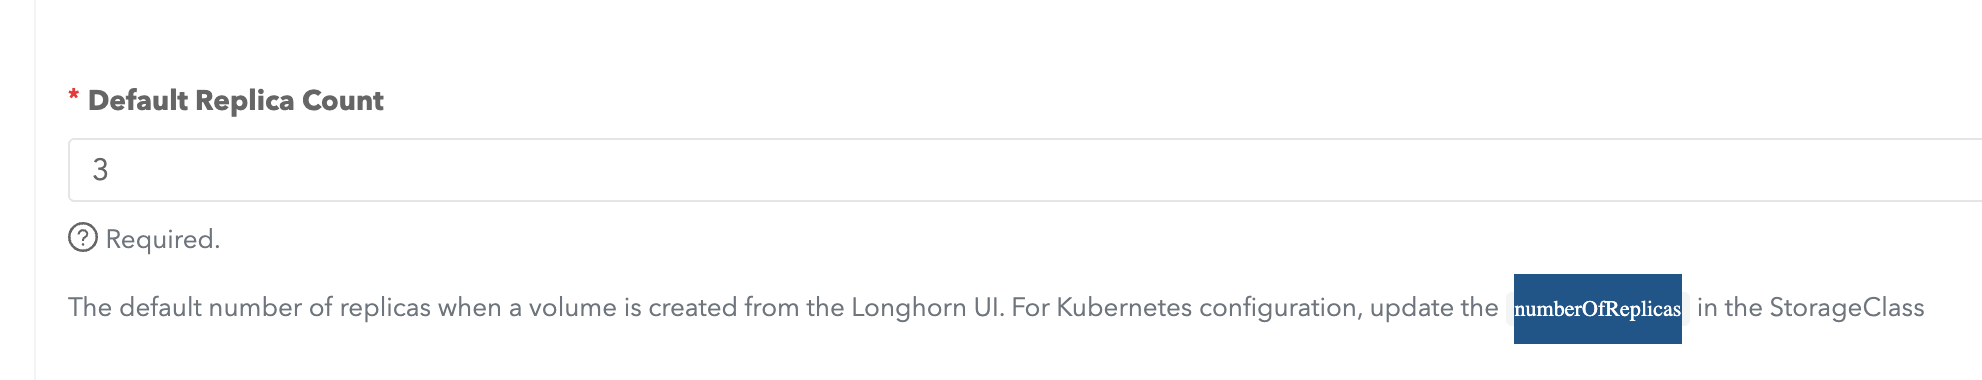 * Default Replica Count
3
? Required.
The default number of replicas when a volume is created from the Longhorn UI. For Kubernetes configuration, update the numberOfReplicas in the StorageClass